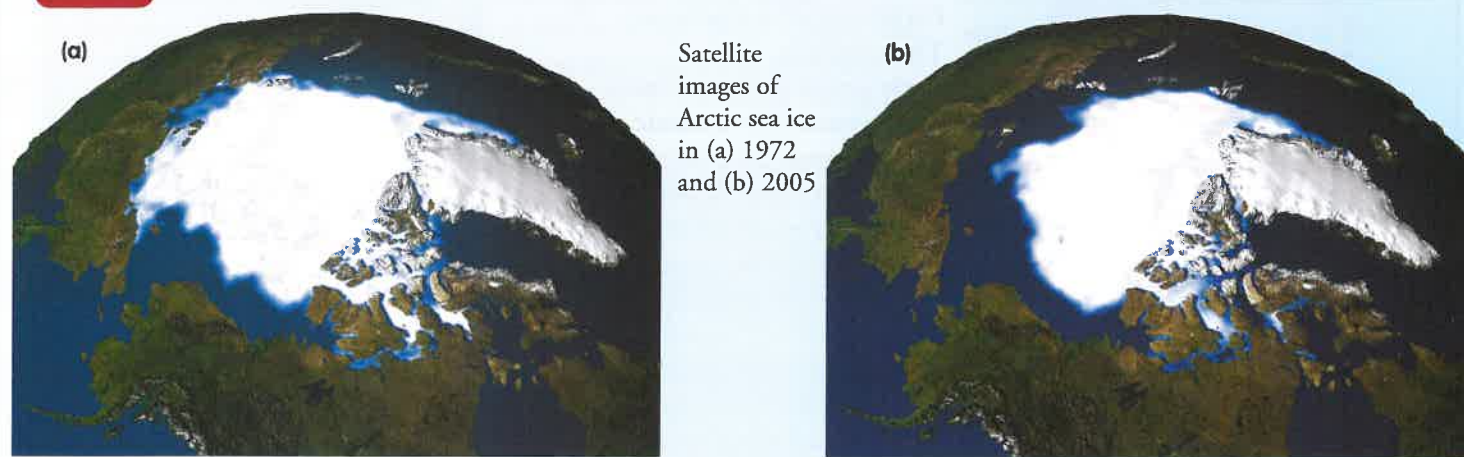 (a)
Satellite
images of
Arctic sea ice
in (a) 1972
and (b) 2005
(b)